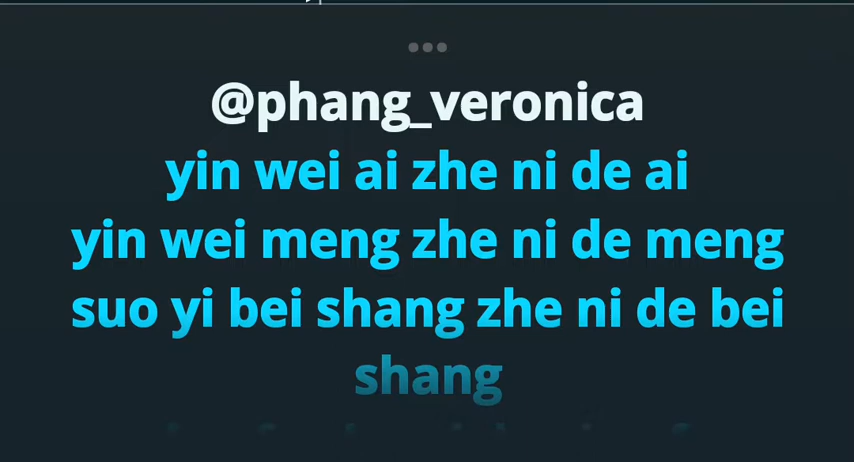 @phang_veronica
yin wei ai zhe ni de ai
yin wei meng zhe ni de meng
suo yi bei shang zhe ni de bei
shang